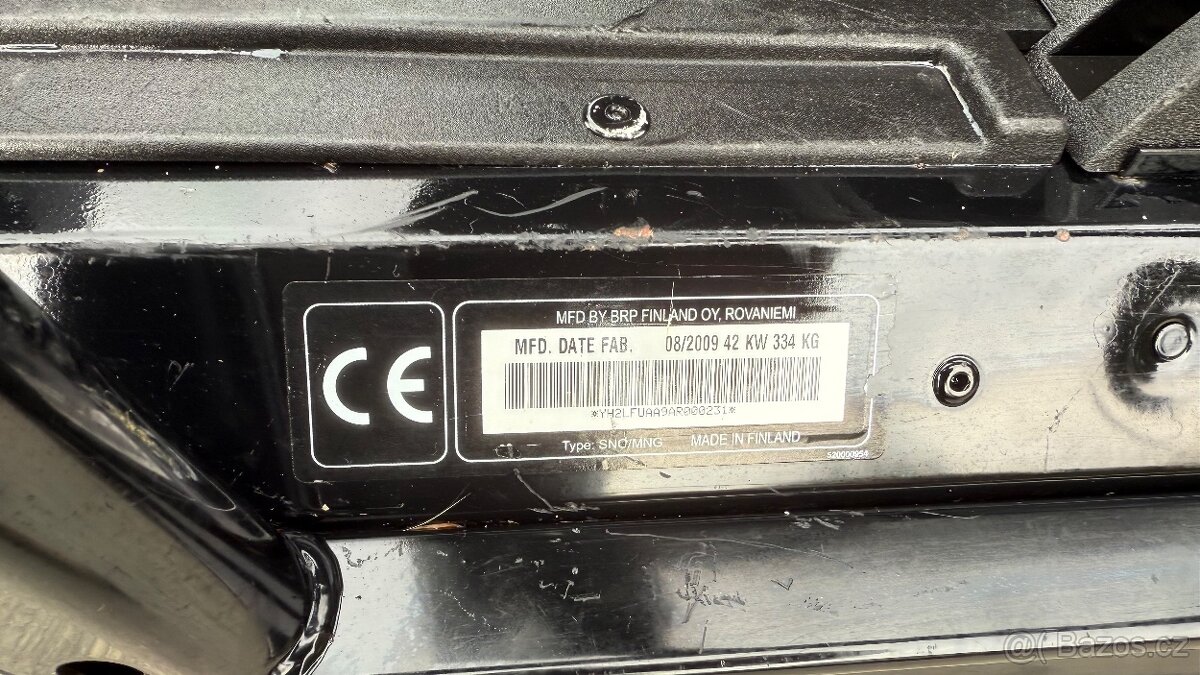 CE
MFD BY BRP FINLAND OY, ROVANIEMI
MFD. DATE FAB. 08/2009 42 KW 334 KG
*YH2LFUAA9AR000231*
Type: SNO/MNG MADE IN FINLAND
520000954
@( Bazos.cz